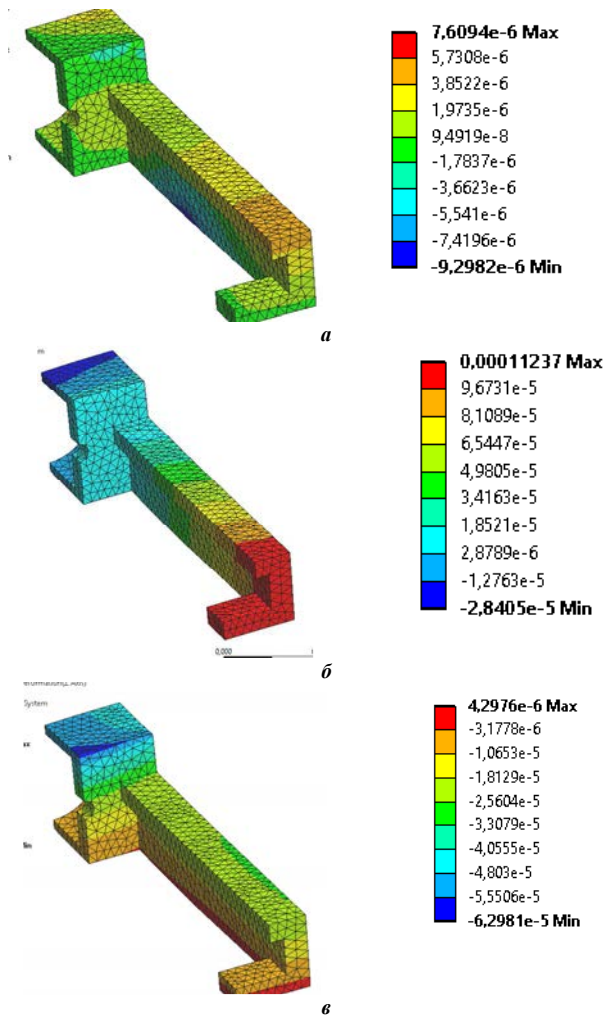 7,6094e-6 Max
5,7308e-6
3,8522e-6
1,9735e-6
9,4919e-8
-1,7837e-6
-3,6623e-6
-5,541e-6
-7,4196e-6
-9,2982e-6 Min
а
m
0,00011237 Max
9,6731e-5
8,1089e-5
6,5447e-5
4,9805e-5
3,4163e-5
1,8521e-5
2,8789e-6
-1,2763e-5
-2,8405e-5 Min
0,000
б
System
4,2976e-6 Max
-3,1778e-6
-1,0653e-5
-1,8129e-5
-2,5604e-5
-3,3079e-5
-4,0555e-5
-4,803e-5
-5,5506e-5
-6,2981e-5 Min
в